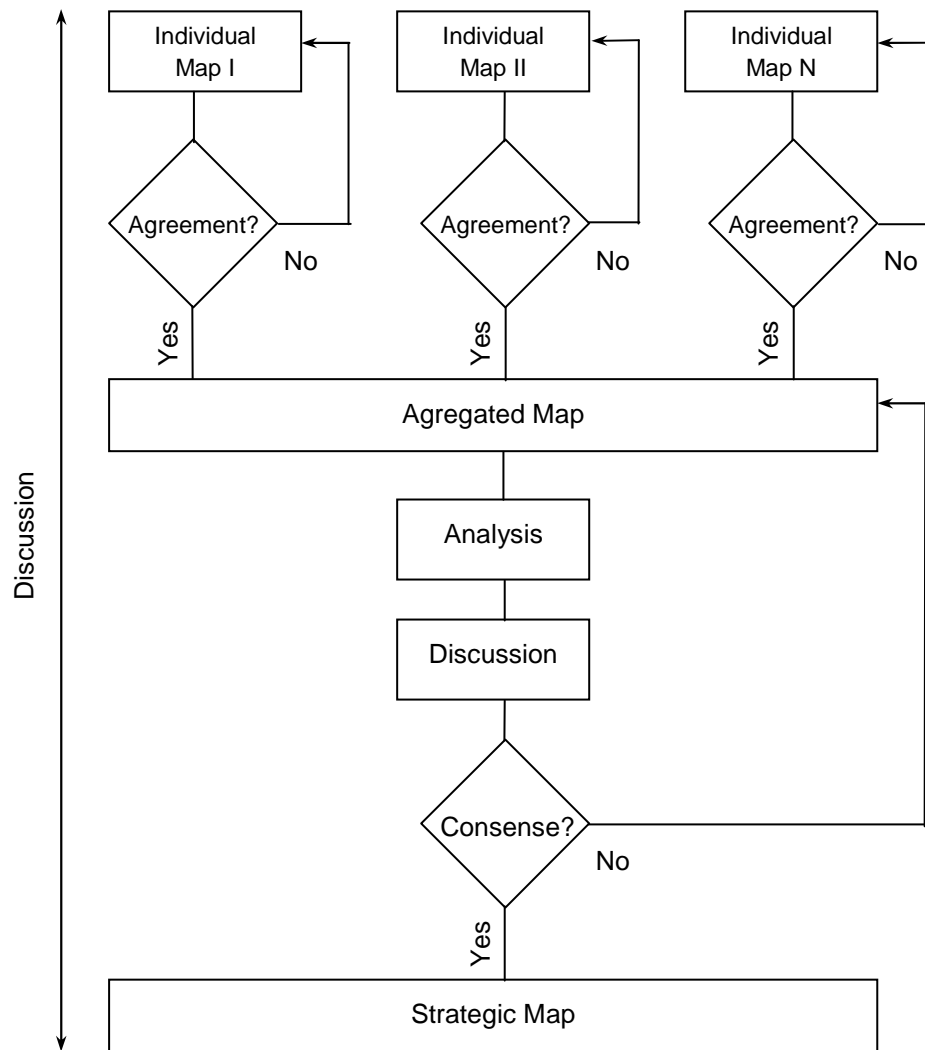 Individual
Map I
Individual
Map II
Individual
Map N
Agreement?
No
Agreement?
No
Agreement?
No
Yes
Yes
Yes
Agregated Map
Analysis
Discussion
Discussion
Consense?
No
Yes
Strategic Map